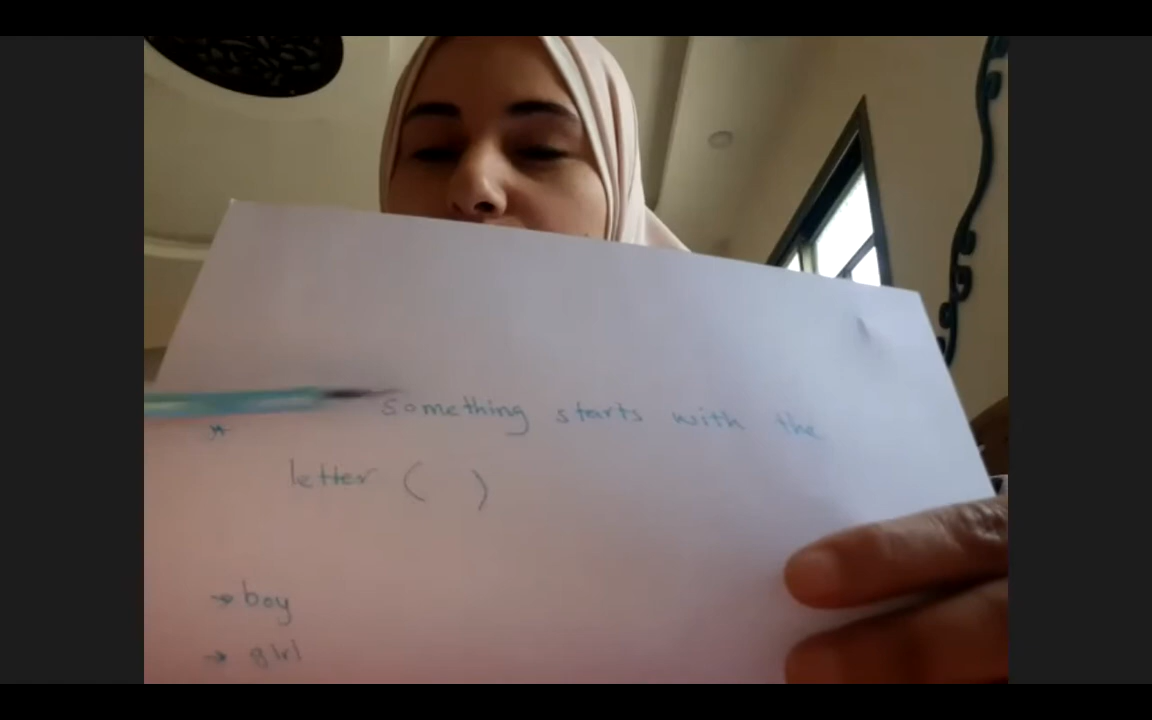 * something starts with the
letter ( )
→ boy
→ girl